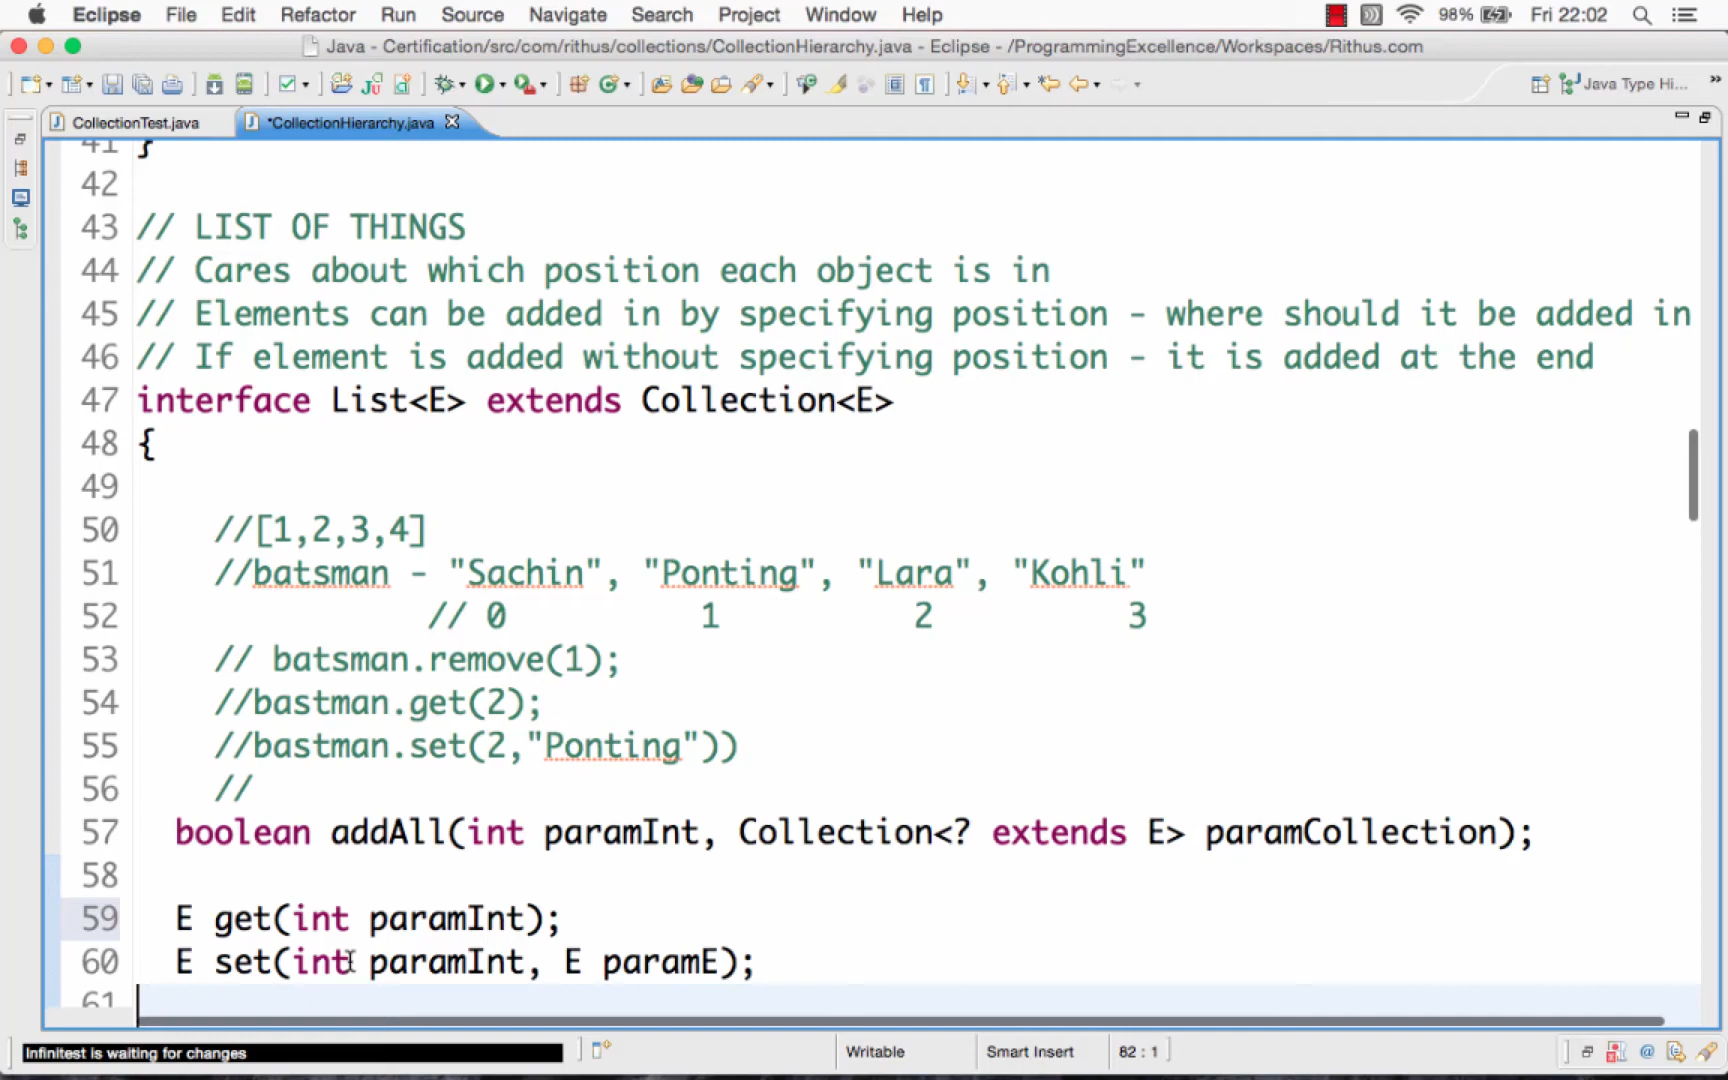 Eclipse File Edit Refactor Run Source Navigate Search Project Window Help 98% Fri 22:02
Java - Certification/src/com/rithus/collections/CollectionHierarchy.java - Eclipse - /ProgrammingExcellence/Workspaces/Rithus.com
Java Type Hi... »
CollectionTest.java *CollectionHierarchy.java
41 }
42
43 // LIST OF THINGS
44 // Cares about which position each object is in
45 // Elements can be added in by specifying position - where should it be added in
46 // If element is added without specifying position - it is added at the end
47 interface List<E> extends Collection<E>
48 {
49
50 //[1,2,3,4]
51 //batsman - "Sachin", "Ponting", "Lara", "Kohli"
52 // 0 1 2 3
53 // batsman.remove(1);
54 //bastman.get(2);
55 //bastman.set(2,"Ponting"))
56 //
57 boolean addAll(int paramInt, Collection<? extends E> paramCollection);
58
59 E get(int paramInt);
60 E set(int paramInt, E paramE);
61
Infinitest is waiting for changes Writable Smart Insert 82 : 1